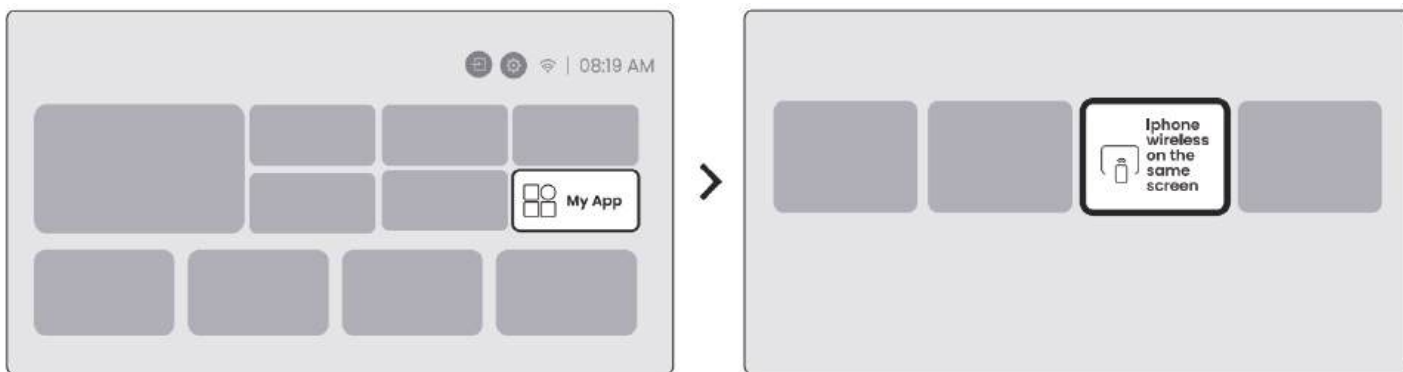 08:19 AM
My App
Iphone
wireless
on the
same
screen